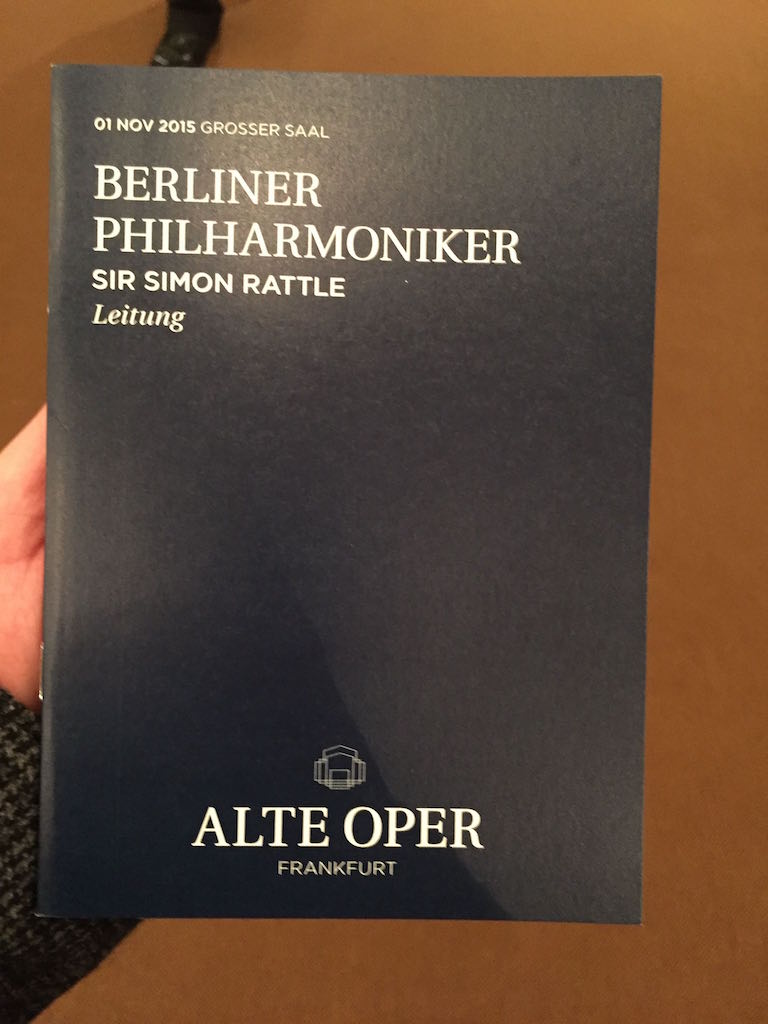 01 NOV 2015 GROSSER SAAL
BERLINER
PHILHARMONIKER
SIR SIMON RATTLE
Leitung
ALTE OPER
FRANKFURT